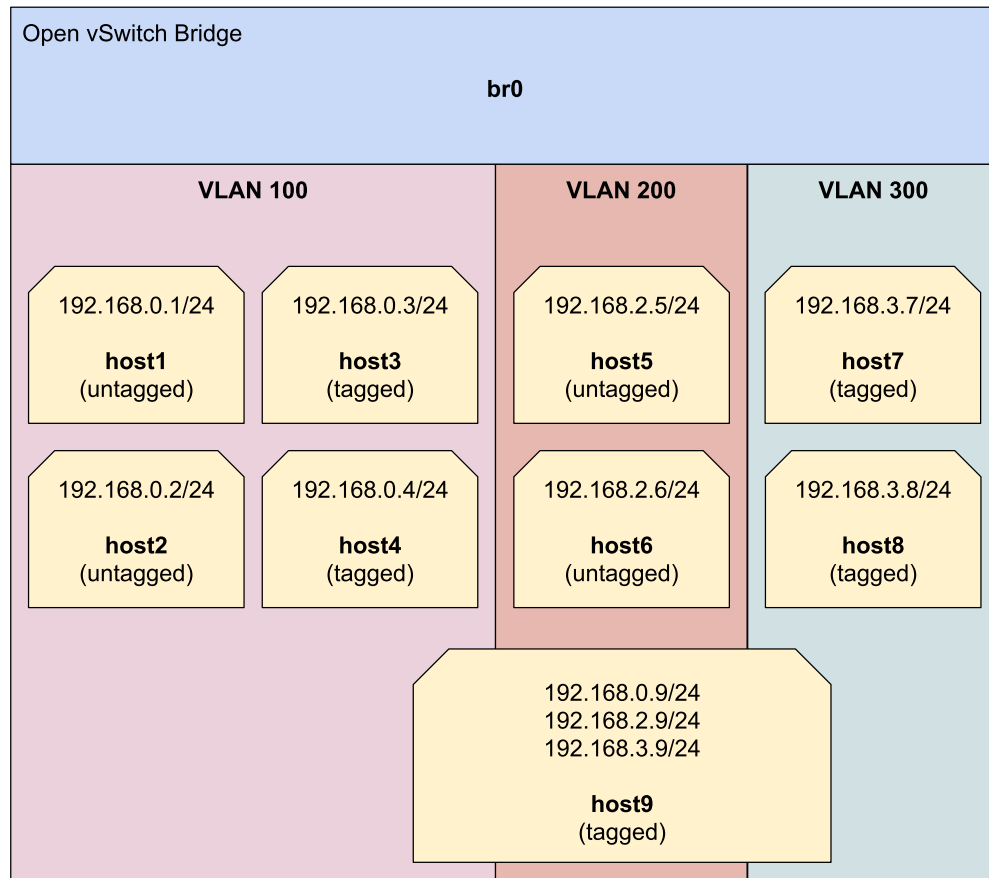 Open vSwitch Bridge
br0
VLAN 100
VLAN 200
VLAN 300
192.168.0.1/24
host1
(untagged)
192.168.0.3/24
host3
(tagged)
192.168.2.5/24
host5
(untagged)
192.168.3.7/24
host7
(tagged)
192.168.0.2/24
host2
(untagged)
192.168.0.4/24
host4
(tagged)
192.168.2.6/24
host6
(untagged)
192.168.3.8/24
host8
(tagged)
192.168.0.9/24
192.168.2.9/24
192.168.3.9/24
host9
(tagged)